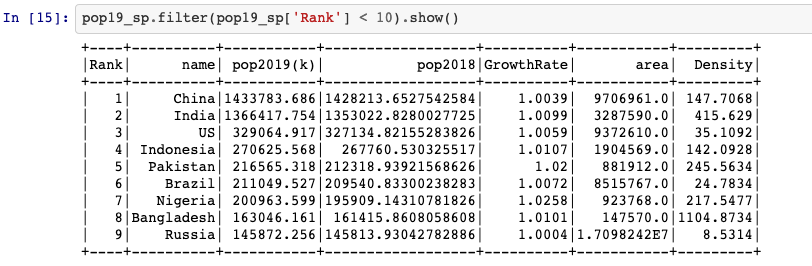 In [15]: pop19_sp.filter(pop19_sp['Rank'] < 10).show()
+----+----------+-----------+------------------+----------+-----------+---------+
|Rank|      name| pop2019(k)|           pop2018|GrowthRate|       area|  Density|
+----+----------+-----------+------------------+----------+-----------+---------+
|   1|     China|1433783.686|1428213.6527542584|    1.0039|  9706961.0| 147.7068|
|   2|     India|1366417.754|1353022.8280027725|    1.0099|  3287590.0|  415.629|
|   3|        US| 329064.917|327134.82155283826|    1.0059|  9372610.0|  35.1092|
|   4| Indonesia| 270625.568|  267760.530325517|    1.0107|  1904569.0| 142.0928|
|   5|  Pakistan| 216565.318|212318.93921568626|      1.02|   881912.0| 245.5634|
|   6|    Brazil| 211049.527|209540.83300238283|    1.0072|  8515767.0|  24.7834|
|   7|   Nigeria| 200963.599|195909.14310781826|    1.0258|   923768.0| 217.5477|
|   8|Bangladesh| 163046.161| 161415.8608058608|    1.0101|   147570.0|1104.8734|
|   9|    Russia| 145872.256|145813.93042782886|    1.0004|1.7098242E7|   8.5314|
+----+----------+-----------+------------------+----------+-----------+---------+